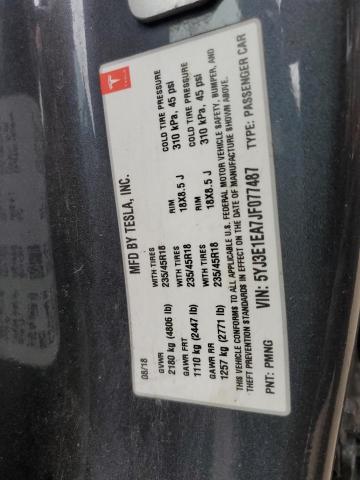 MFD BY TESLA, INC.
08/18
GVWR
2180 kg (4806 lb)
GAWR FRT WITH TIRES RIM COLD TIRE PRESSURE
1110 kg (2447 lb) 235/45R18 18X8.5 J 310 kPa, 45 psi
GAWR RR WITH TIRES RIM COLD TIRE PRESSURE
1257 kg (2771 lb) 235/45R18 18X8.5 J 310 kPa, 45 psi
THIS VEHICLE CONFORMS TO ALL APPLICABLE U.S. FEDERAL MOTOR VEHICLE SAFETY, BUMPER, AND
THEFT PREVENTION STANDARDS IN EFFECT ON THE DATE OF MANUFACTURE SHOWN ABOVE.
VIN: 5YJ3E1EA7JF077487
PNT: PMNG TYPE: PASSENGER CAR